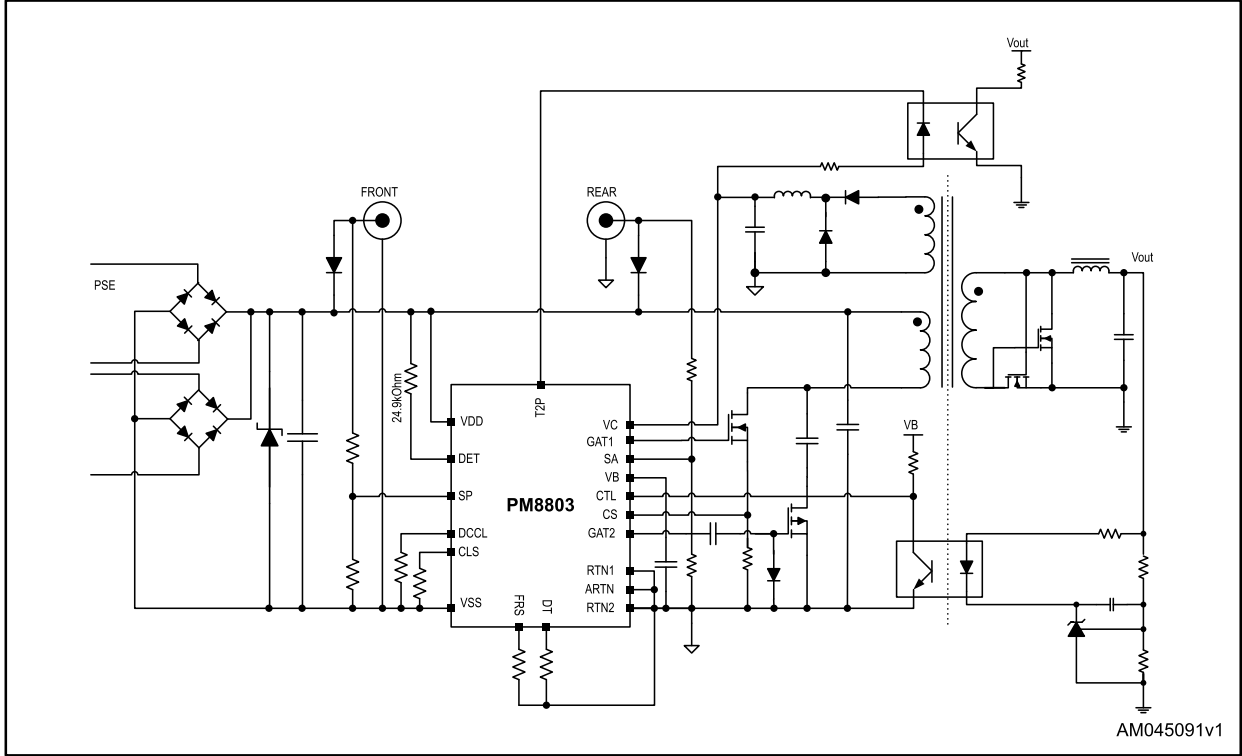 Vout
FRONT
REAR
PSE
Vout
24.9kOhm
T2P
VDD
VC
GAT1
DET
SA
VB
VB
SP
PM8803
CTL
CS
DCCL
GAT2
CLS
RTN1
ARTN
VSS
FRS
DT
RTN2
AM045091v1